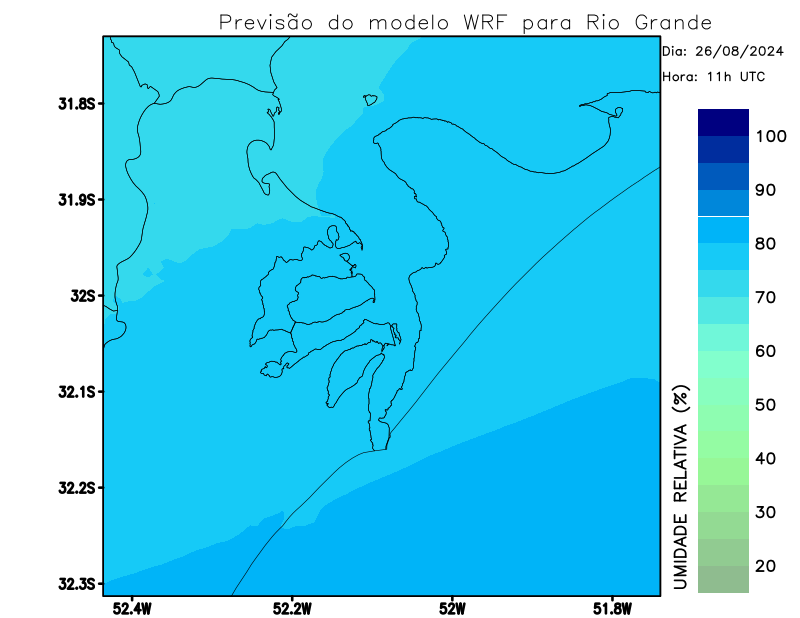 Previsão do modelo WRF para Rio Grande
Dia: 26/08/2024
Hora: 11h UTC
31.8S
31.9S
32S
32.1S
32.2S
32.3S
52.4W
52.2W
52W
51.8W
100
90
80
70
60
50
40
30
20
UMIDADE RELATIVA (%)